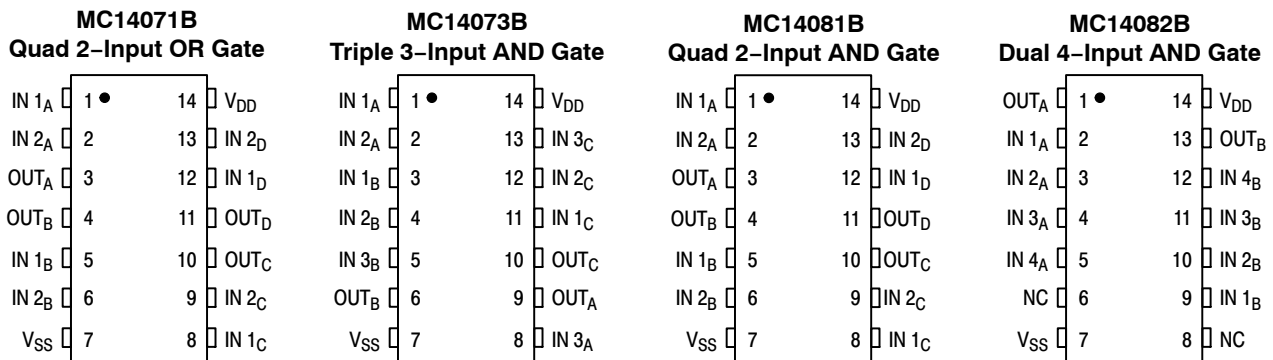 MC14071B
Quad 2–Input OR Gate
IN 1A 1 14 VDD
IN 2A 2 13 IN 2D
OUTA 3 12 IN 1D
OUTB 4 11 OUTD
IN 1B 5 10 OUTC
IN 2B 6 9 IN 2C
VSS 7 8 IN 1C
MC14073B
Triple 3–Input AND Gate
IN 1A 1 14 VDD
IN 2A 2 13 IN 3C
IN 1B 3 12 IN 2C
IN 2B 4 11 IN 1C
IN 3B 5 10 OUTC
OUTB 6 9 OUTA
VSS 7 8 IN 3A
MC14081B
Quad 2–Input AND Gate
IN 1A 1 14 VDD
IN 2A 2 13 IN 2D
OUTA 3 12 IN 1D
OUTB 4 11 OUTD
IN 1B 5 10 OUTC
IN 2B 6 9 IN 2C
VSS 7 8 IN 1C
MC14082B
Dual 4–Input AND Gate
OUTA 1 14 VDD
IN 1A 2 13 OUTB
IN 2A 3 12 IN 4B
IN 3A 4 11 IN 3B
IN 4A 5 10 IN 2B
NC 6 9 IN 1B
VSS 7 8 NC